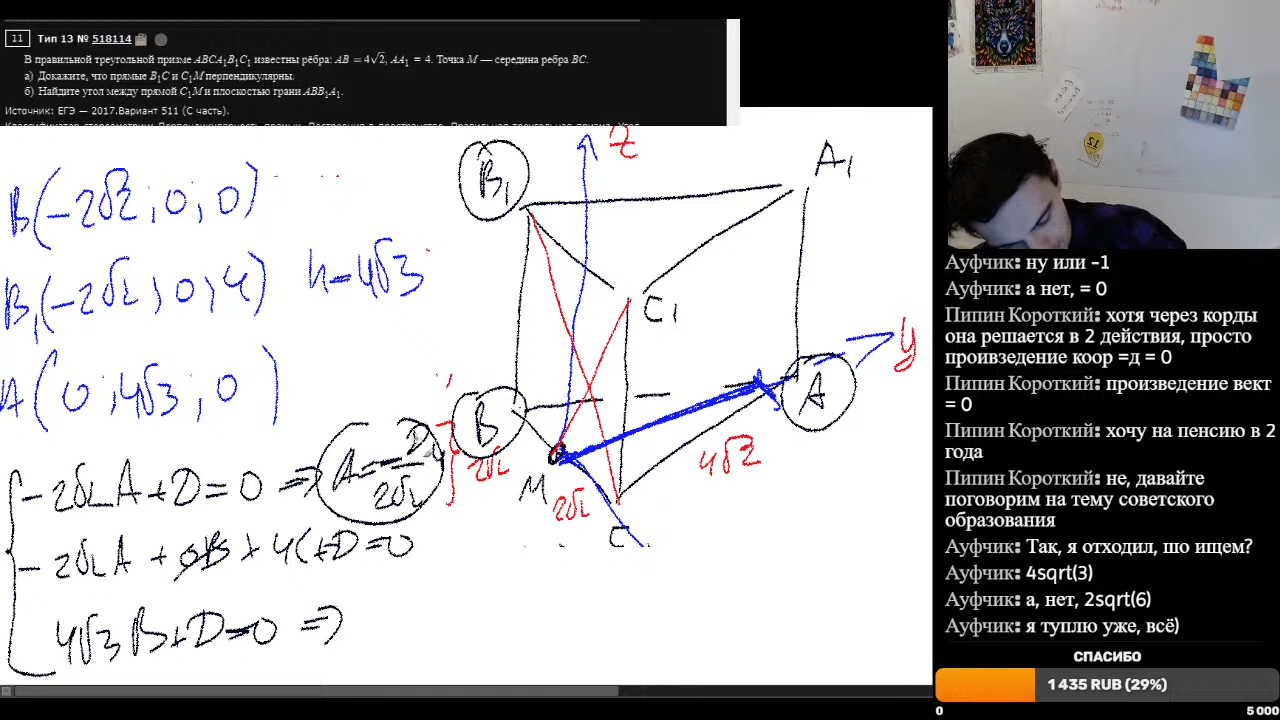 11 Тип 13 № 518114
В правильной треугольной призме ABCA₁B₁C₁ известны рёбра: AB = 4√2, AA₁ = 4. Точка M — середина ребра BC.
а) Докажите, что прямые B₁C и C₁M перпендикулярны.
б) Найдите угол между прямой C₁M и плоскостью грани ABB₁A₁.
Источник: ЕГЭ — 2017.Вариант 511 (С часть).
B(-2√2; 0; 0)
B₁(-2√2; 0; 4) h=4√3
A(0; 4√3; 0)
-2√2A+D=0 => A=-D/2√2
-2√2A+0B+4C+D=0
4√3B+D=0 =>
z
B₁
A₁
C₁
y
B
A
M
2√2
2√2
4√2
C
Ауфчик: ну или -1
Ауфчик: а нет, = 0
Пипин Короткий: хотя через корды
она решается в 2 действия, просто
проивзедение коор =д = 0
Пипин Короткий: произведение вект
= 0
Пипин Короткий: хочу на пенсию в 2
года
Пипин Короткий: не, давайте
поговорим на тему советского
образования
Ауфчик: Так, я отходил, шо ищем?
Ауфчик: 4sqrt(3)
Ауфчик: а, нет, 2sqrt(6)
Ауфчик: я туплю уже, всё)
СПАСИБО
1 435 RUB (29%)
0 5 000